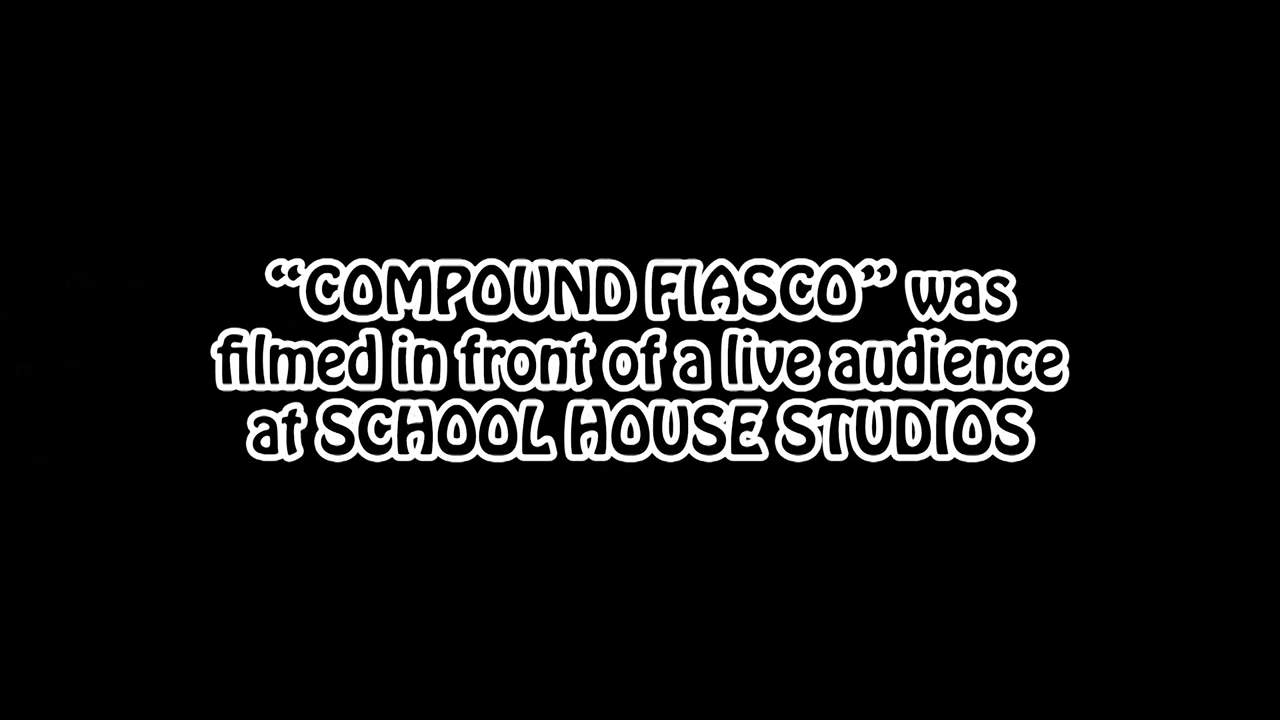 “COMPOUND FIASCO” was
filmed in front of a live audience
at SCHOOL HOUSE STUDIOS